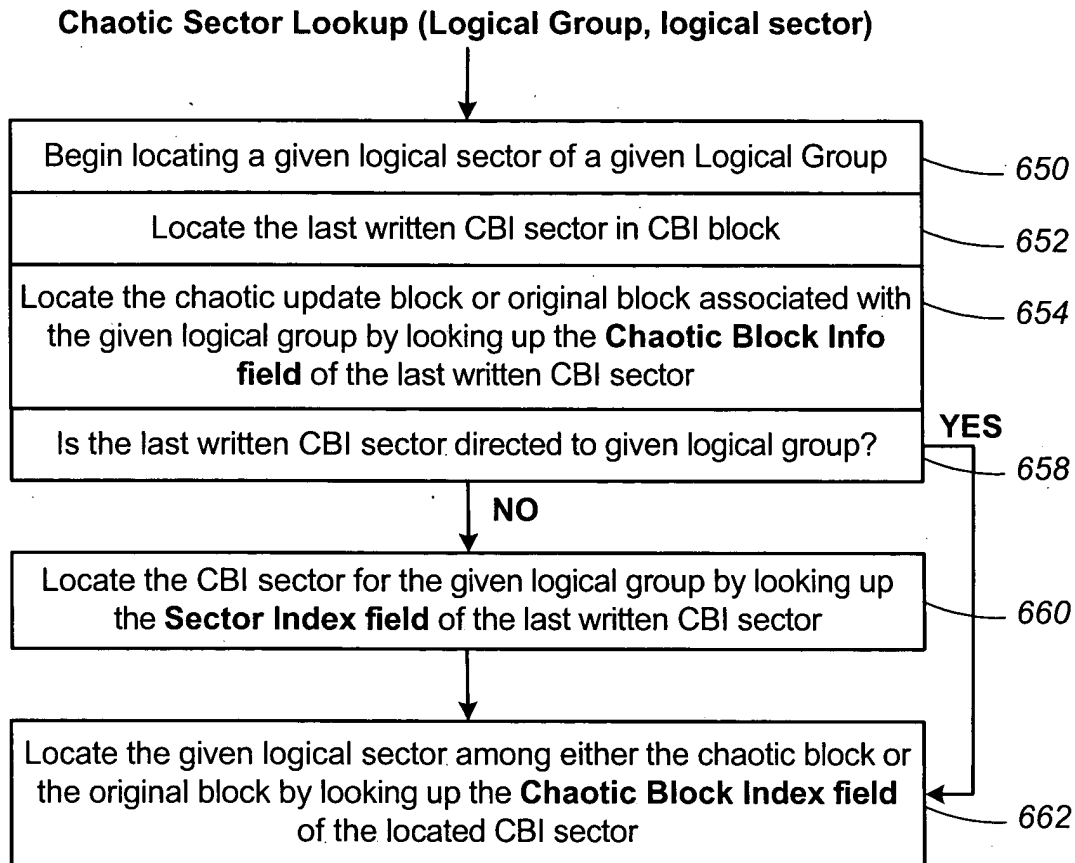 Chaotic Sector Lookup (Logical Group, logical sector)
Begin locating a given logical sector of a given Logical Group
650
Locate the last written CBI sector in CBI block
652
Locate the chaotic update block or original block associated with
the given logical group by looking up the Chaotic Block Info
field of the last written CBI sector
654
Is the last written CBI sector directed to given logical group?
YES
658
NO
Locate the CBI sector for the given logical group by looking up
the Sector Index field of the last written CBI sector
660
Locate the given logical sector among either the chaotic block or
the original block by looking up the Chaotic Block Index field
of the located CBI sector
662